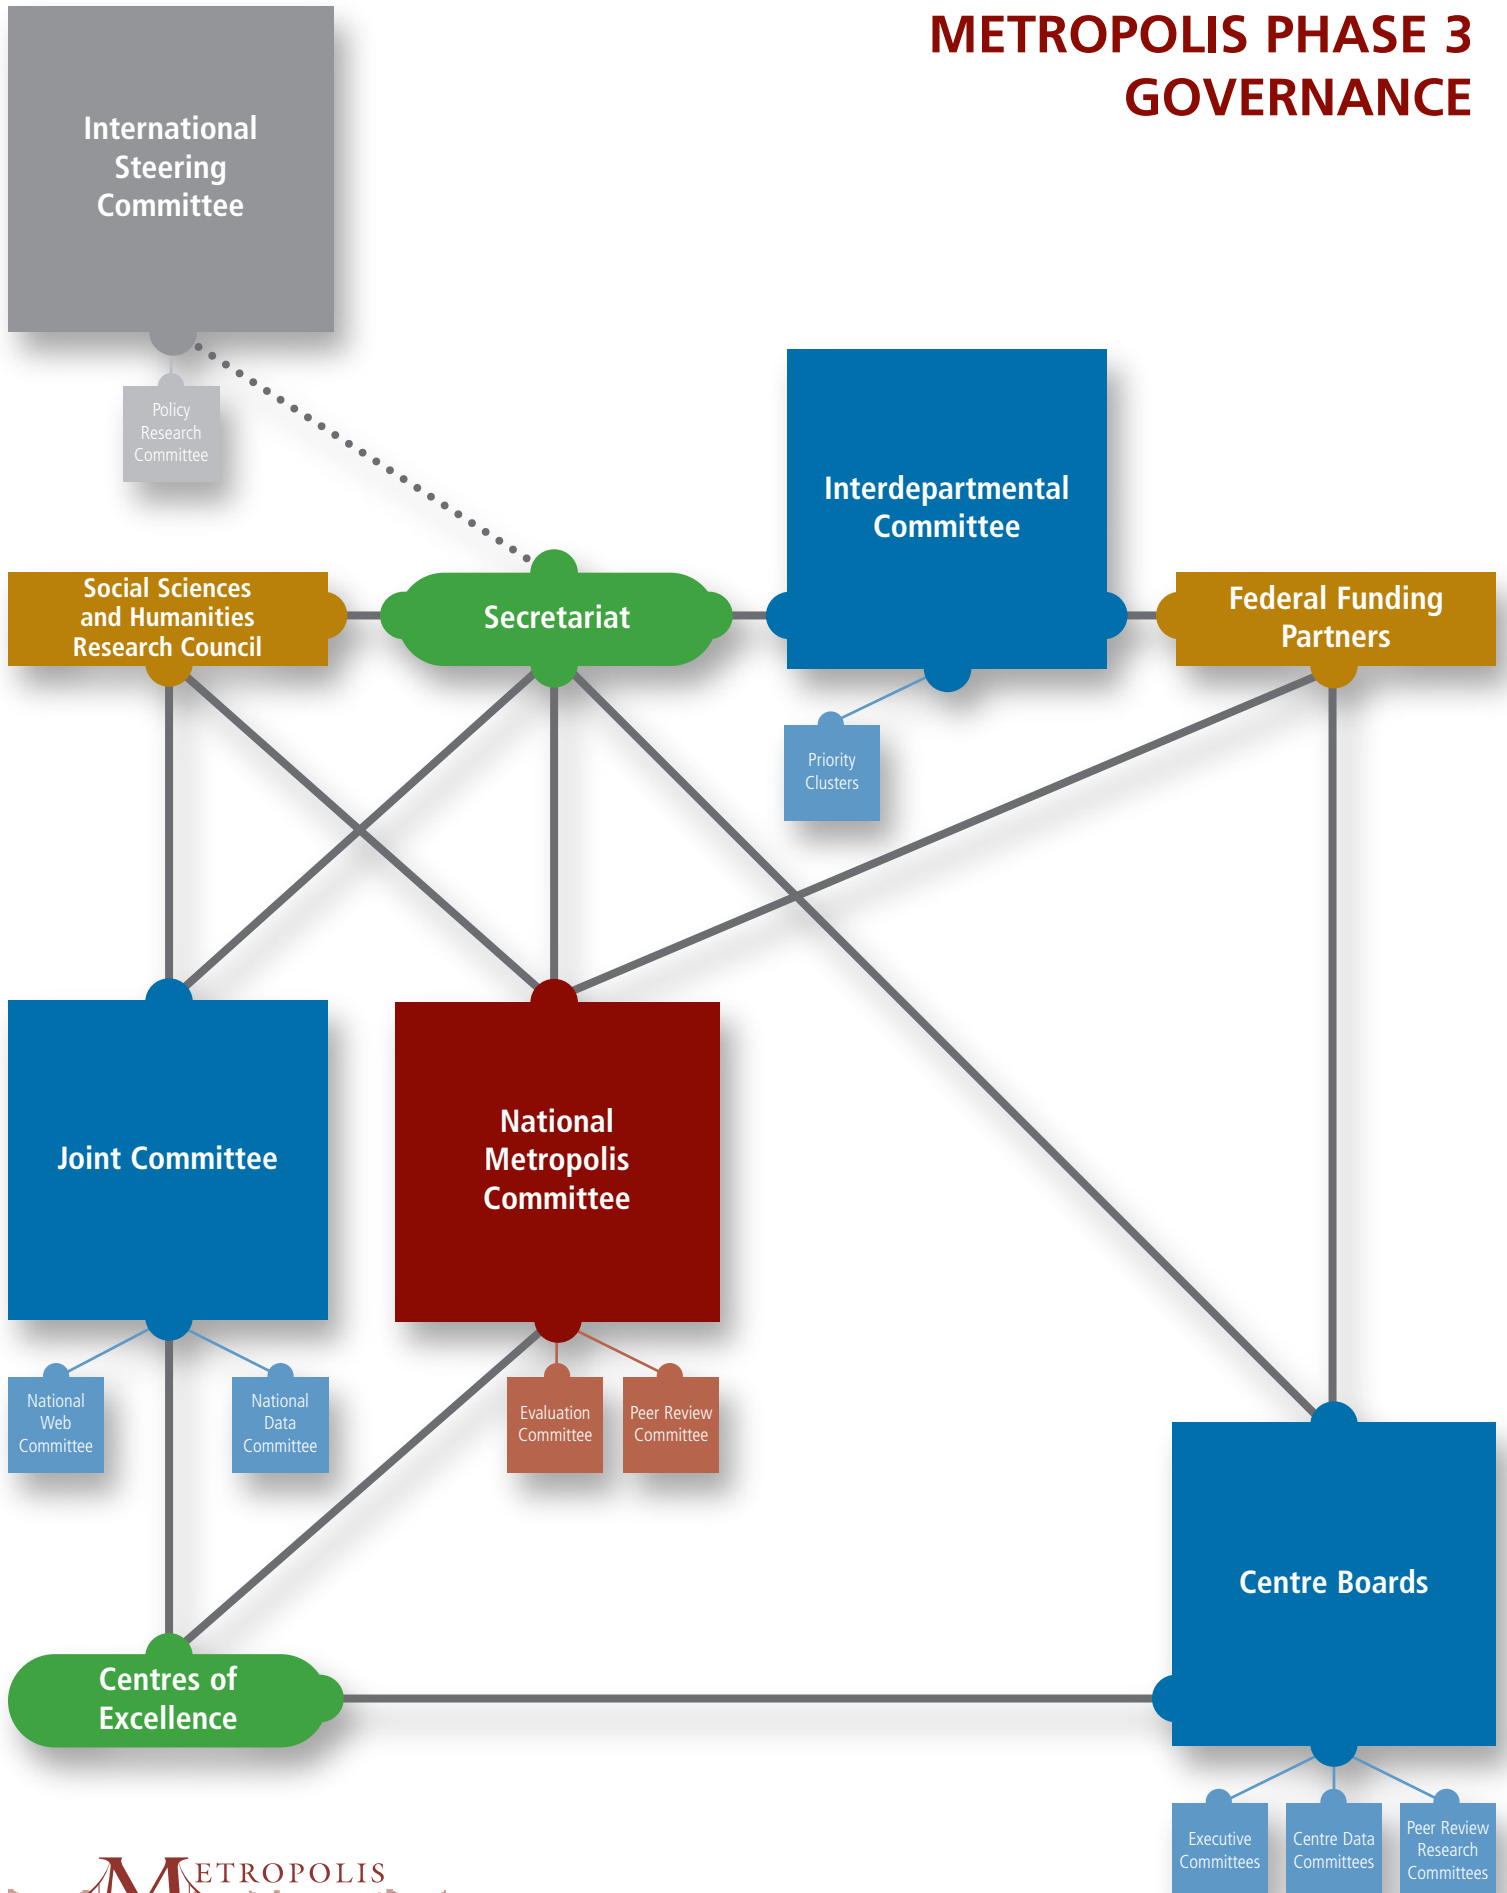 METROPOLIS PHASE 3
GOVERNANCE
International
Steering
Committee
Policy
Research
Committee
Interdepartmental
Committee
Social Sciences
and Humanities
Research Council
Secretariat
Federal Funding
Partners
Priority
Clusters
Joint Committee
National
Metropolis
Committee
National
Web
Committee
National
Data
Committee
Evaluation
Committee
Peer Review
Committee
Centre Boards
Centres of
Excellence
Executive
Committees
Centre Data
Committees
Peer Review
Research
Committees
METROPOLIS